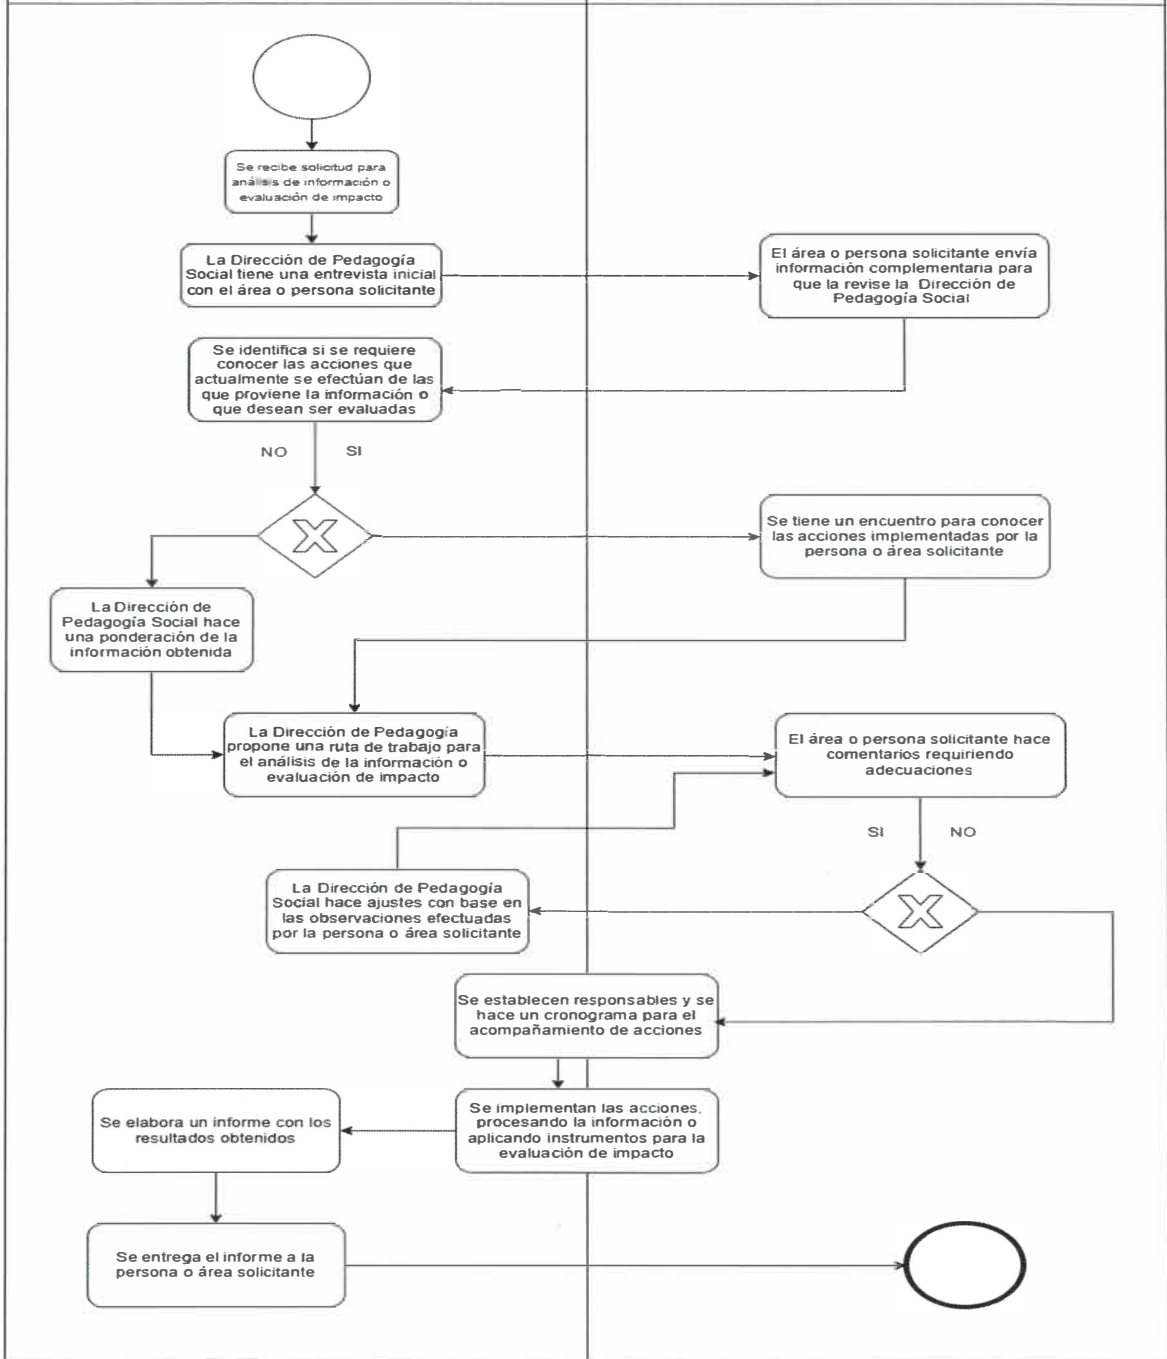 Se recibe solicitud para
análisis de información o
evaluación de impacto
La Dirección de Pedagogía
Social tiene una entrevista inicial
con el área o persona solicitante
El área o persona solicitante envía
información complementaria para
que la revise la Dirección de
Pedagogía Social
Se identifica si se requiere
conocer las acciones que
actualmente se efectúan de las
que proviene la información o
que desean ser evaluadas
NO
SI
X
Se tiene un encuentro para conocer
las acciones implementadas por la
persona o área solicitante
La Dirección de
Pedagogía Social hace
una ponderación de la
información obtenida
La Dirección de Pedagogía
propone una ruta de trabajo para
el análisis de la información o
evaluación de impacto
El área o persona solicitante hace
comentarios requiriendo
adecuaciones
SI
NO
X
La Dirección de Pedagogía
Social hace ajustes con base en
las observaciones efectuadas
por la persona o área solicitante
Se establecen responsables y se
hace un cronograma para el
acompañamiento de acciones
Se implementan las acciones,
procesando la información o
aplicando instrumentos para la
evaluación de impacto
Se elabora un informe con los
resultados obtenidos
Se entrega el informe a la
persona o área solicitante